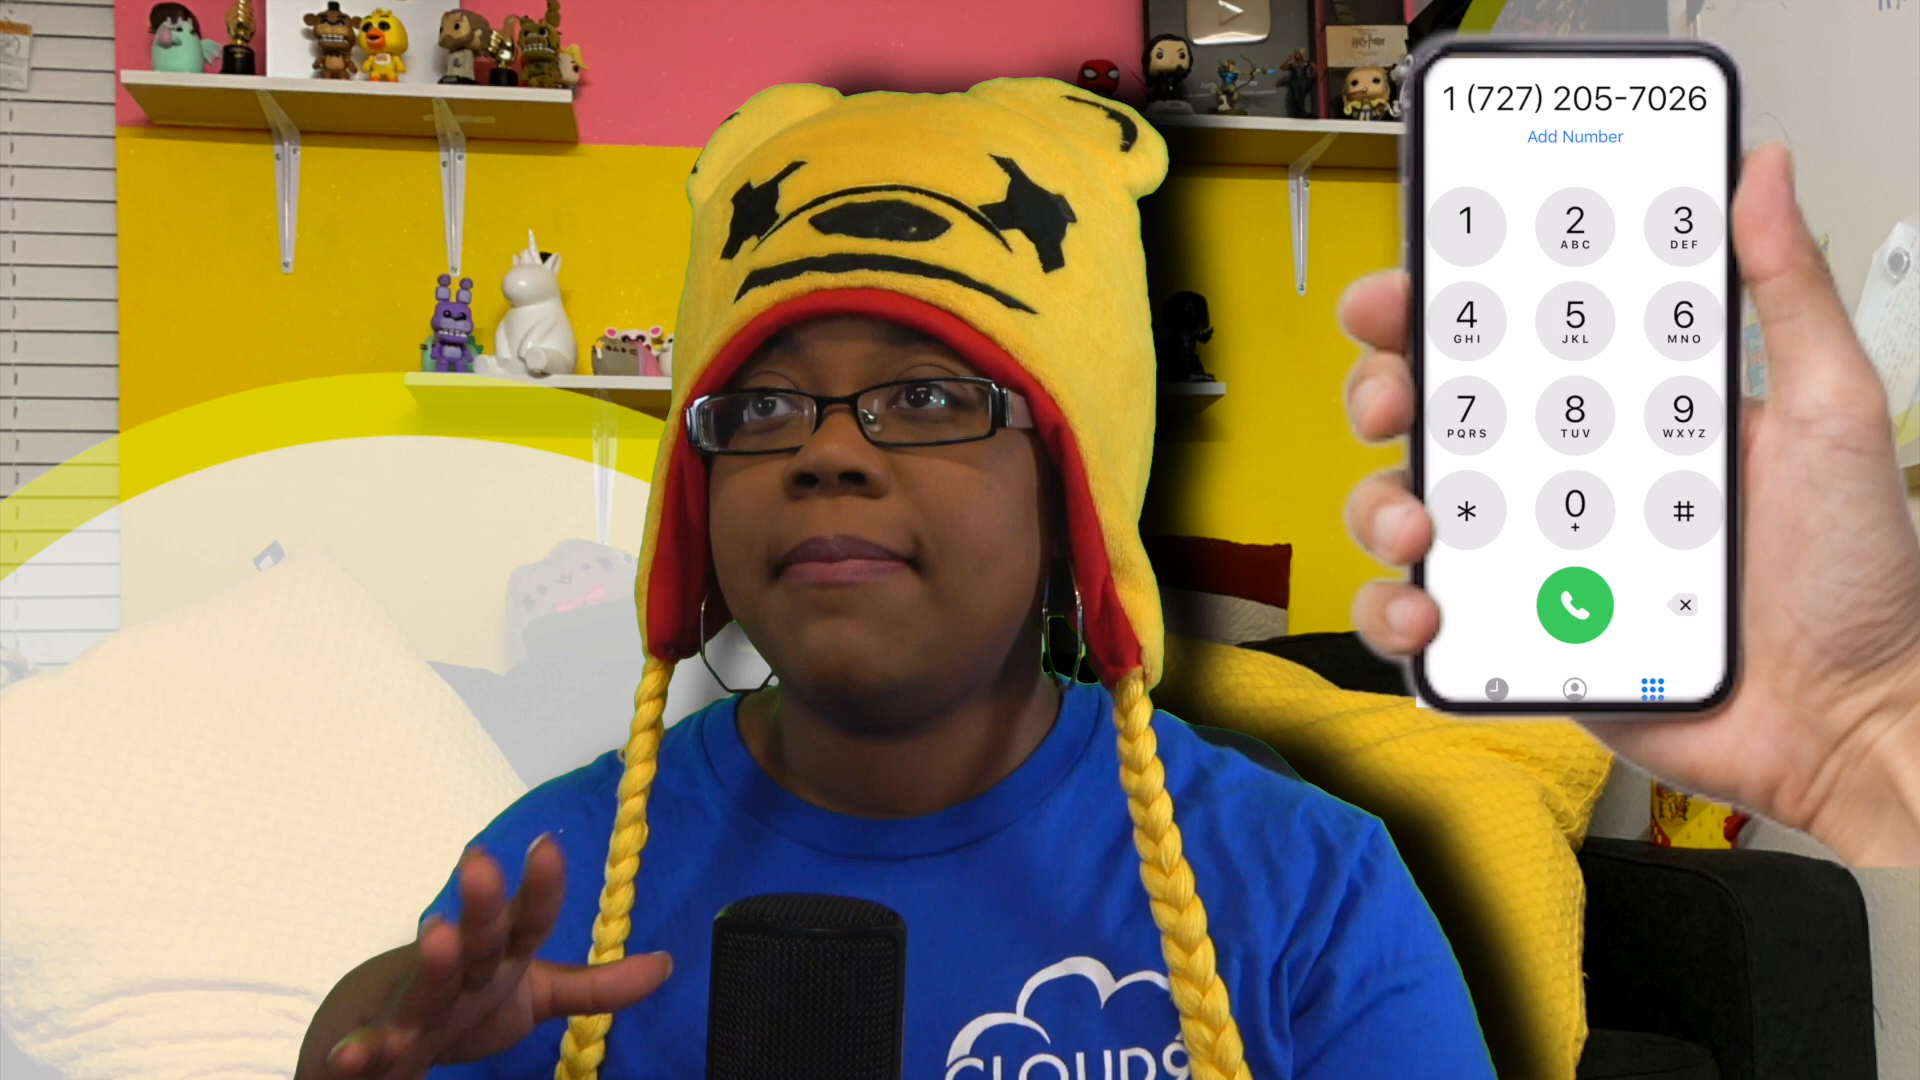 1 (727) 205-7026
Add Number
1
2
ABC
3
DEF
4
GHI
5
JKL
6
MNO
7
PQRS
8
TUV
9
WXYZ
*
0
+
#
CLOUD9